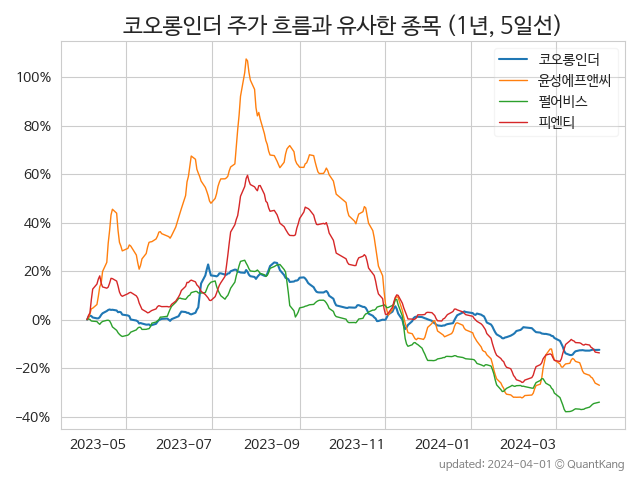 코오롱인더 주가 흐름과 유사한 종목 (1년, 5일선)
코오롱인더
윤성에프앤씨
펄어비스
피엔티
100%
80%
60%
40%
20%
0%
−20%
−40%
2023-05 2023-07 2023-09 2023-11 2024-01 2024-03
updated: 2024-04-01 © QuantKang